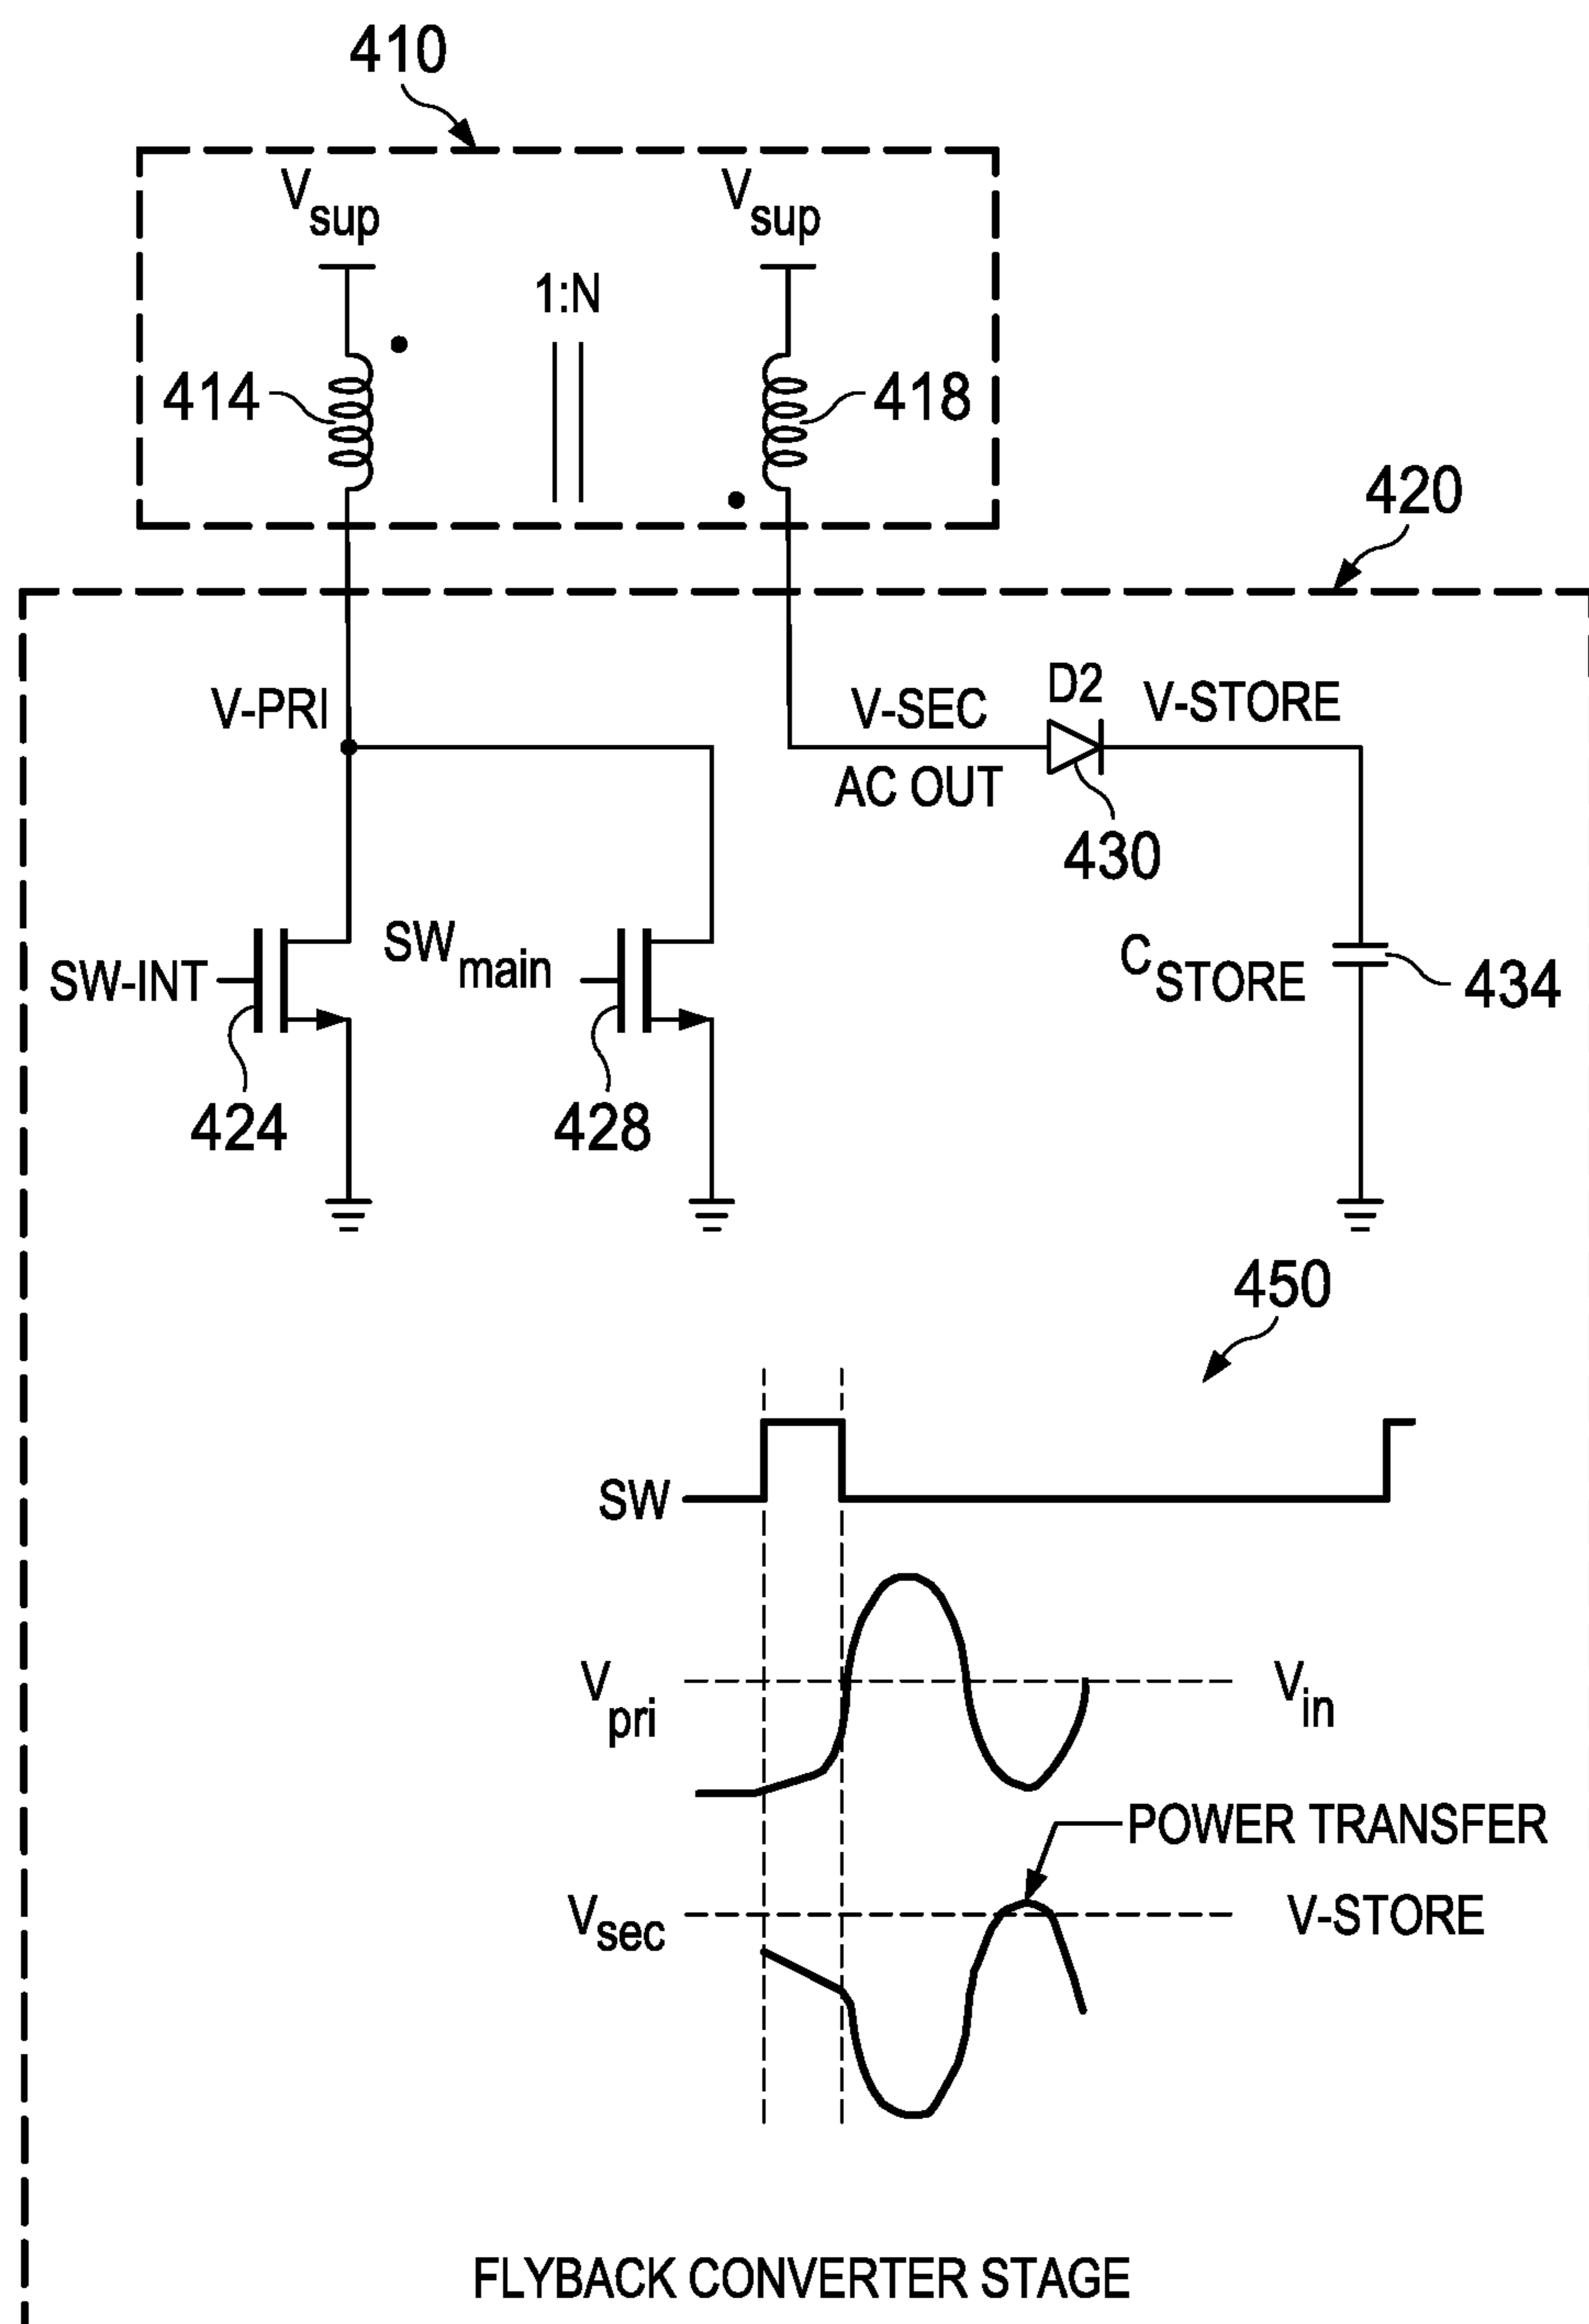 410
Vsup
Vsup
1:N
414
418
420
V-PRI
V-SEC
D2
V-STORE
AC OUT
430
SW-INT
SWmain
CSTORE
434
424
428
450
SW
Vpri
Vin
POWER TRANSFER
Vsec
V-STORE
FLYBACK CONVERTER STAGE